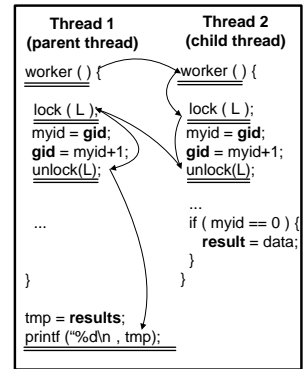 Thread 1
(parent thread)
worker ( ) {
lock ( L );
myid = gid;
gid = myid+1;
unlock(L);
...
}
tmp = results;
printf (“%d\n , tmp);
Thread 2
(child thread)
worker ( ) {
lock ( L );
myid = gid;
gid = myid+1;
unlock(L);
...
if ( myid == 0 ) {
result = data;
}
}